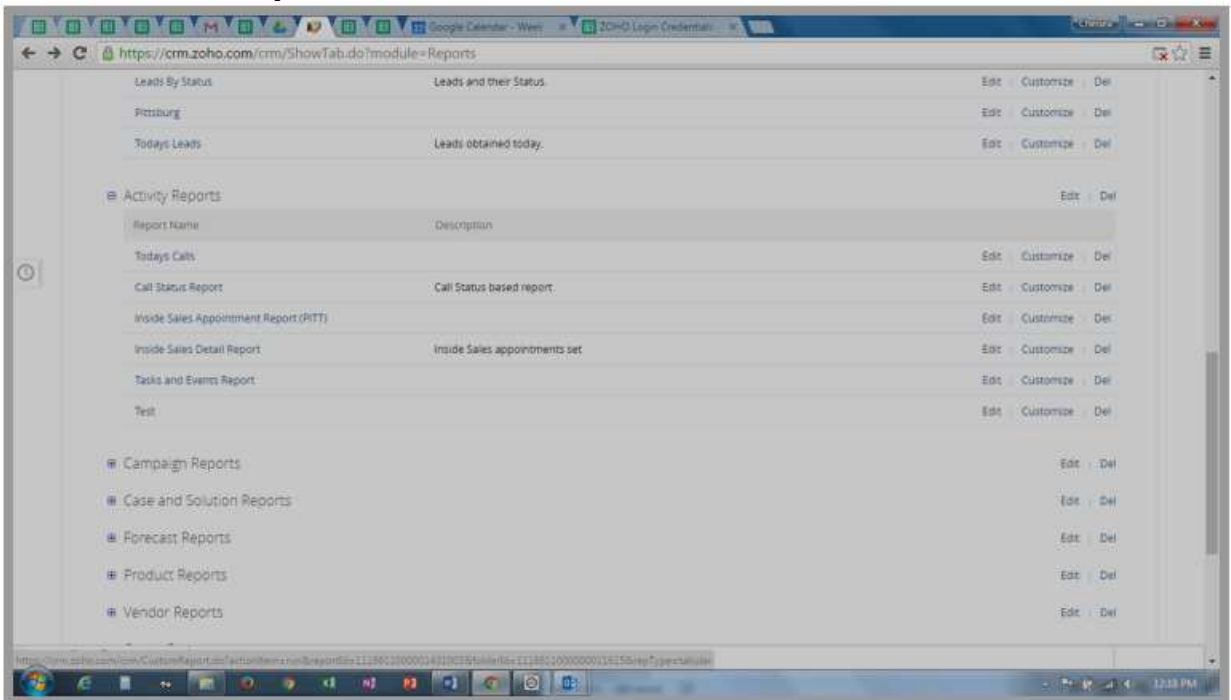 Google Calendar - Week ZOHO Login Credentials
https://crm.zoho.com/crm/ShowTab.do?module=Reports
Leads By Status Leads and their Status. Edit Customize Del
Pittsburg Edit Customize Del
Todays Leads Leads obtained today. Edit Customize Del
Activity Reports Edit Del
Report Name Description
Todays Calls Edit Customize Del
Call Status Report Call Status based report. Edit Customize Del
Inside Sales Appointment Report (PITT) Edit Customize Del
Inside Sales Detail Report Inside Sales appointments set Edit Customize Del
Tasks and Events Report Edit Customize Del
Test Edit Customize Del
Campaign Reports Edit Del
Case and Solution Reports Edit Del
Forecast Reports Edit Del
Product Reports Edit Del
Vendor Reports Edit Del
12:33 PM